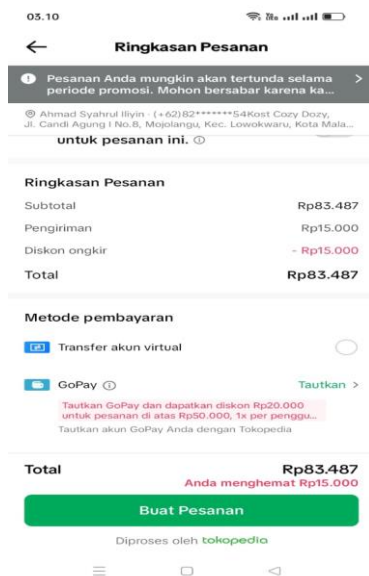 03.10
Ringkasan Pesanan
Pesanan Anda mungkin akan tertunda selama
periode promosi. Mohon bersabar karena ka...
Ahmad Syahrul Iliyin · (+62)82*******54Kost Cozy Dozy,
Jl. Candi Agung I No.8, Mojolangu, Kec. Lowokwaru, Kota Mala...
untuk pesanan ini.
Ringkasan Pesanan
Subtotal Rp83.487
Pengiriman Rp15.000
Diskon ongkir - Rp15.000
Total Rp83.487
Metode pembayaran
Transfer akun virtual
GoPay Tautkan >
Tautkan GoPay dan dapatkan diskon Rp20.000
untuk pesanan di atas Rp50.000, 1x per penggu...
Tautkan akun GoPay Anda dengan Tokopedia
Total Rp83.487
Anda menghemat Rp15.000
Buat Pesanan
Diproses oleh tokopedia